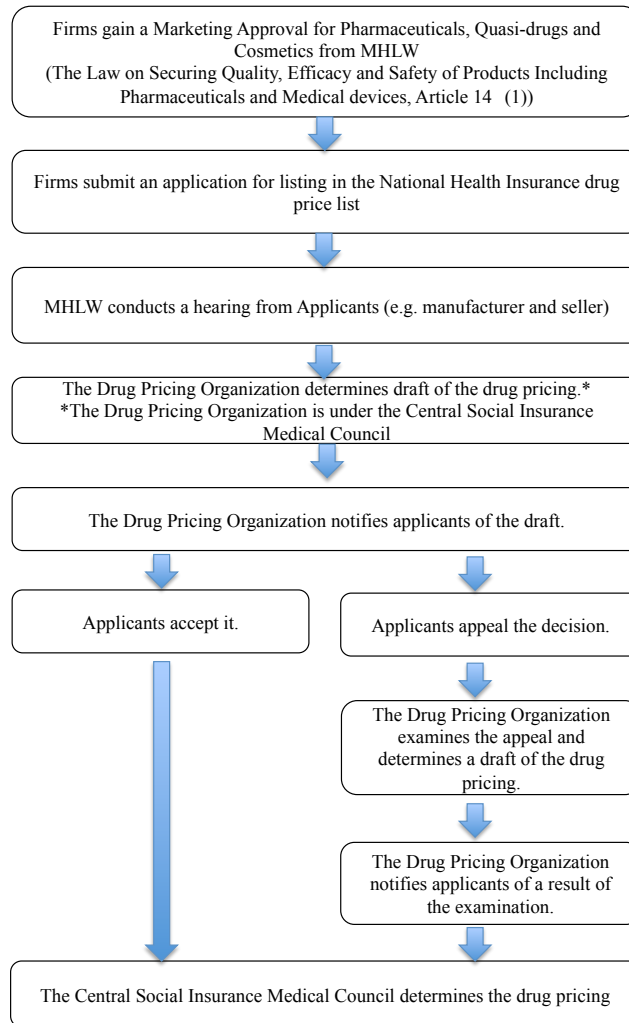 Firms gain a Marketing Approval for Pharmaceuticals, Quasi-drugs and
Cosmetics from MHLW
(The Law on Securing Quality, Efficacy and Safety of Products Including
Pharmaceuticals and Medical devices, Article 14 (1))
Firms submit an application for listing in the National Health Insurance drug
price list
MHLW conducts a hearing from Applicants (e.g. manufacturer and seller)
The Drug Pricing Organization determines draft of the drug pricing.*
*The Drug Pricing Organization is under the Central Social Insurance
Medical Council
The Drug Pricing Organization notifies applicants of the draft.
Applicants accept it.
Applicants appeal the decision.
The Drug Pricing Organization
examines the appeal and
determines a draft of the drug
pricing.
The Drug Pricing Organization
notifies applicants of a result of
the examination.
The Central Social Insurance Medical Council determines the drug pricing